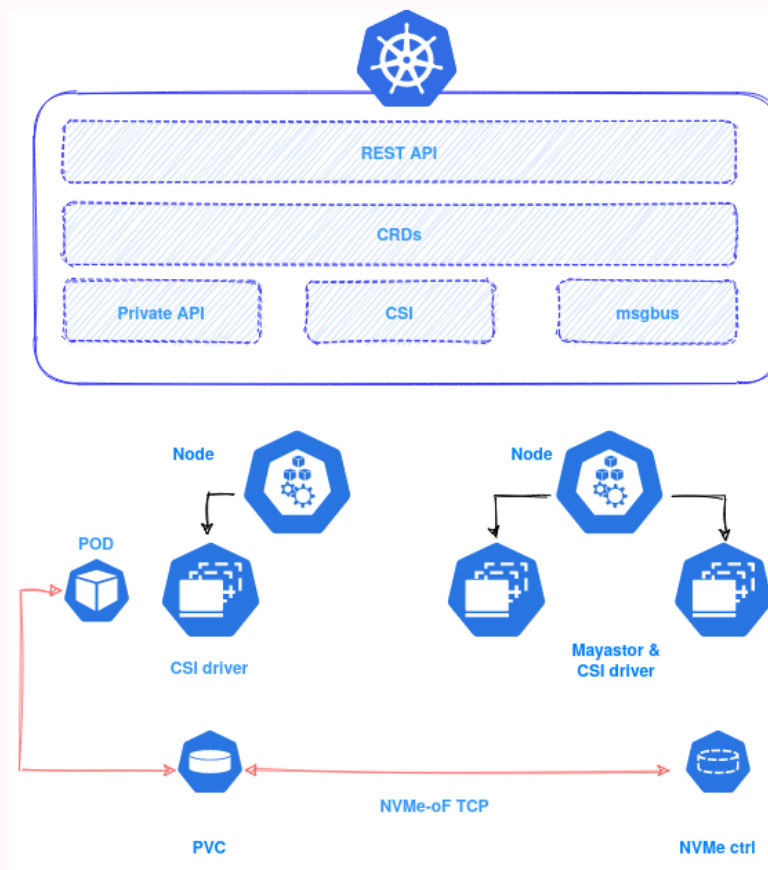 REST API
CRDs
Private API
CSI
msgbus
Node
Node
POD
CSI driver
Mayastor &
CSI driver
NVMe-oF TCP
PVC
NVMe ctrl